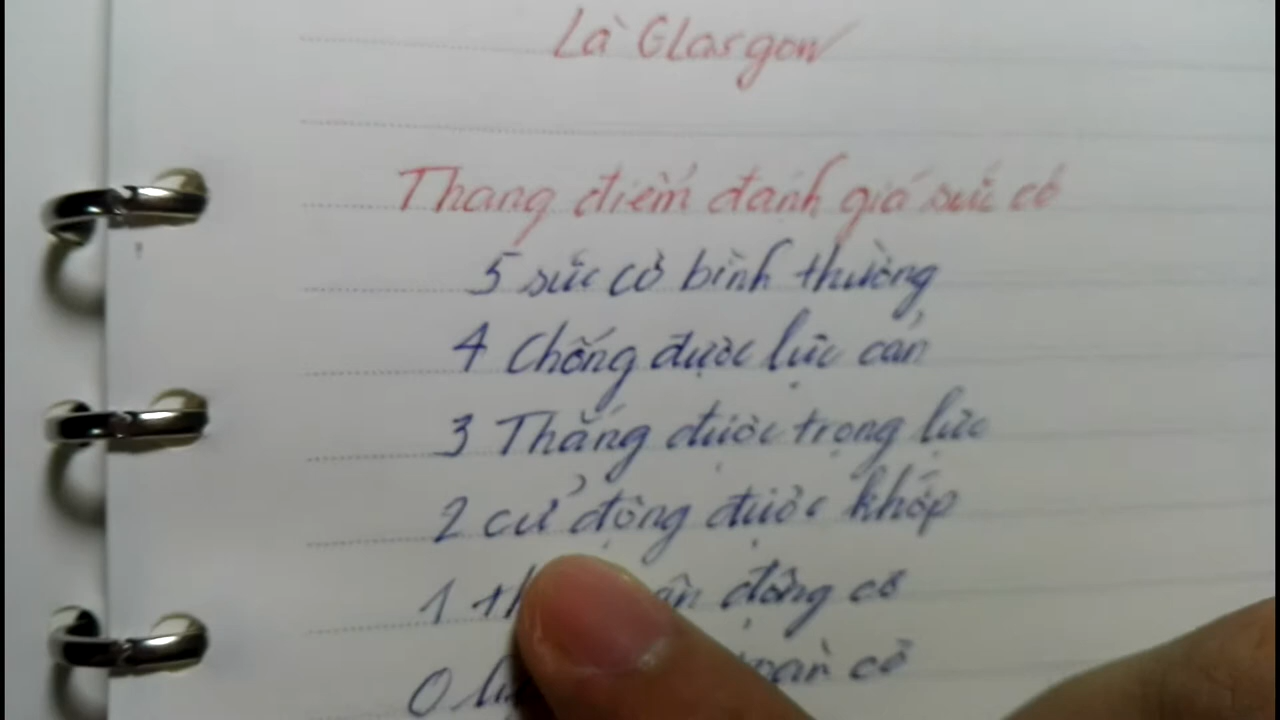 Là Glasgow
Thang điểm đánh giá sức cơ
5 sức cơ bình thường
4 Chống được lực cản
3 Thắng được trọng lực
2 cử động được khớp
1 động cơ
0 cơ